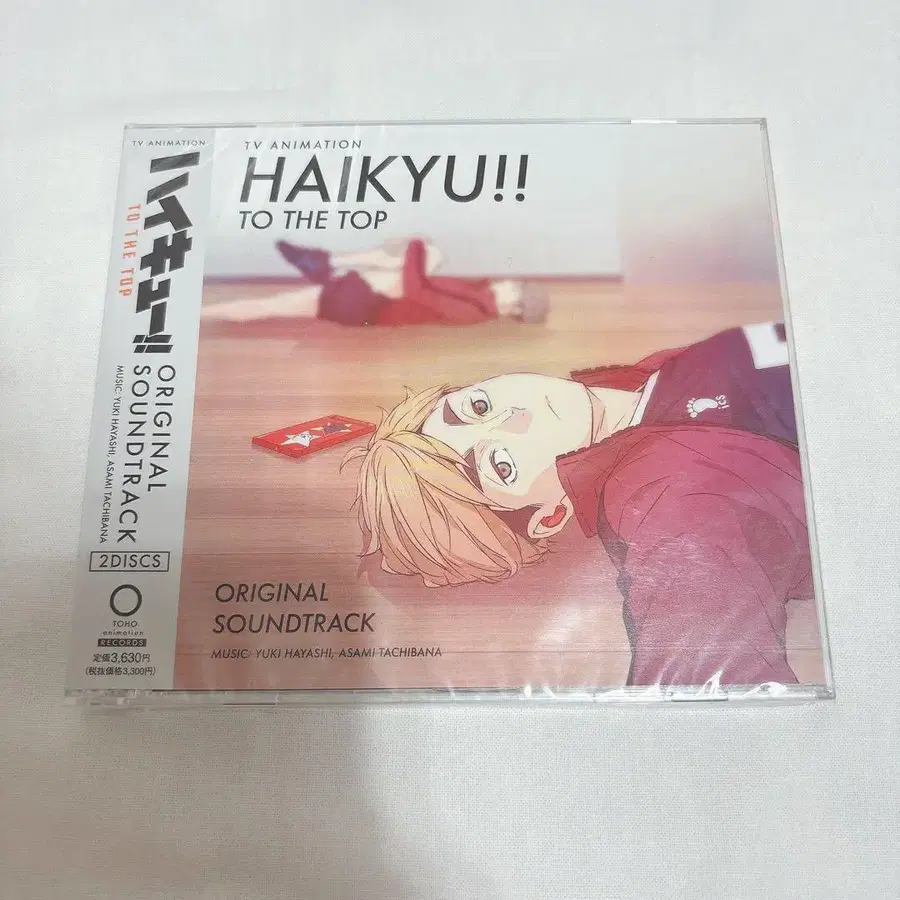 TV ANIMATION
ハイキュー!!
TO THE TOP
ORIGINAL
SOUNDTRACK
MUSIC: YUKI HAYASHI, ASAMI TACHIBANA
2DISCS
TOHO
animation
RECORDS
定価3,630円
(税抜価格3,300円)
TV ANIMATION
HAIKYU!!
TO THE TOP
ics
ORIGINAL
SOUNDTRACK
MUSIC: YUKI HAYASHI, ASAMI TACHIBANA